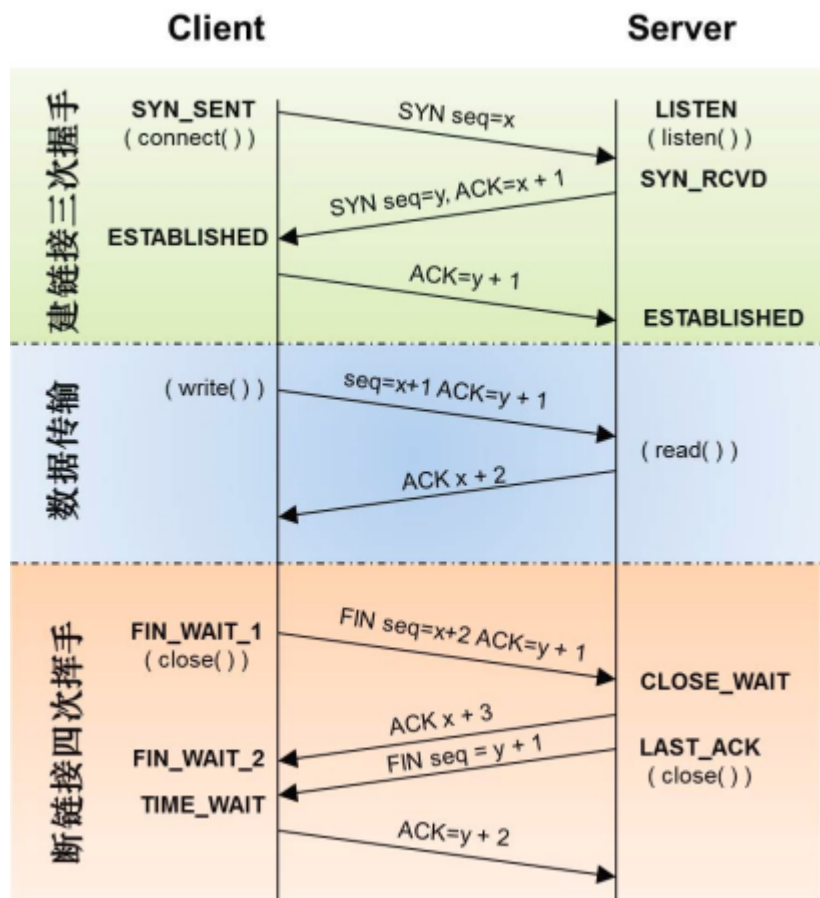 Client
Server
建链接三次握手
SYN_SENT
( connect( ) )
SYN seq=x
LISTEN
( listen( ) )
SYN_RCVD
SYN seq=y, ACK=x + 1
ESTABLISHED
ACK=y + 1
ESTABLISHED
数据传输
( write( ) )
seq=x+1 ACK=y + 1
( read( ) )
ACK x + 2
断链接四次挥手
FIN_WAIT_1
( close( ) )
FIN seq=x+2 ACK=y + 1
CLOSE_WAIT
ACK x + 3
FIN_WAIT_2
FIN seq = y + 1
LAST_ACK
( close( ) )
TIME_WAIT
ACK=y + 2